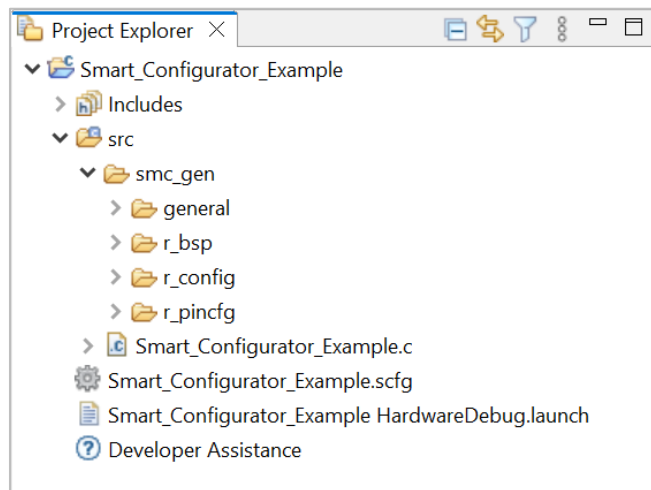 Project Explorer
Smart_Configurator_Example
Includes
src
smc_gen
general
r_bsp
r_config
r_pincfg
Smart_Configurator_Example.c
Smart_Configurator_Example.scfg
Smart_Configurator_Example HardwareDebug.launch
Developer Assistance